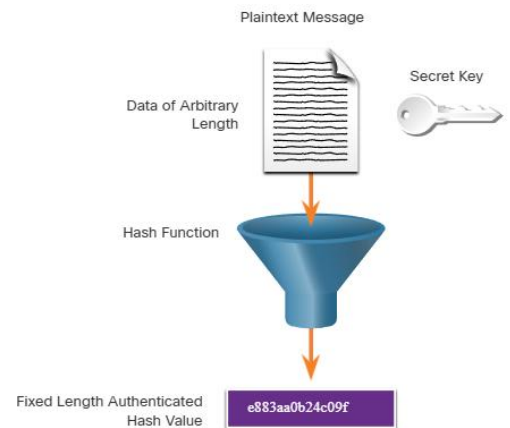 Plaintext Message
Secret Key
Data of Arbitrary
Length
Hash Function
Fixed Length Authenticated
Hash Value
e883aa0b24c09f